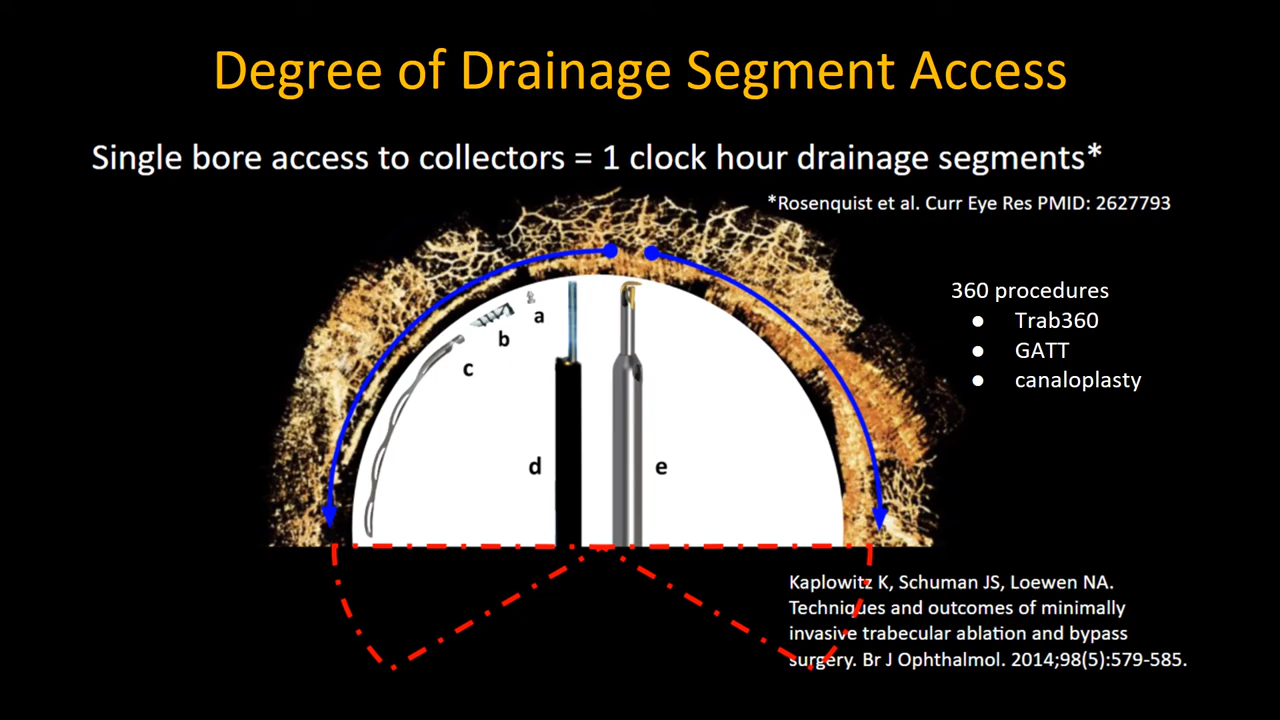 Degree of Drainage Segment Access
Single bore access to collectors = 1 clock hour drainage segments*
*Rosenquist et al. Curr Eye Res PMID: 2627793
360 procedures
● Trab360
● GATT
● canaloplasty
a
b
c
d
e
Kaplowitz K, Schuman JS, Loewen NA.
Techniques and outcomes of minimally
invasive trabecular ablation and bypass
surgery. Br J Ophthalmol. 2014;98(5):579-585.